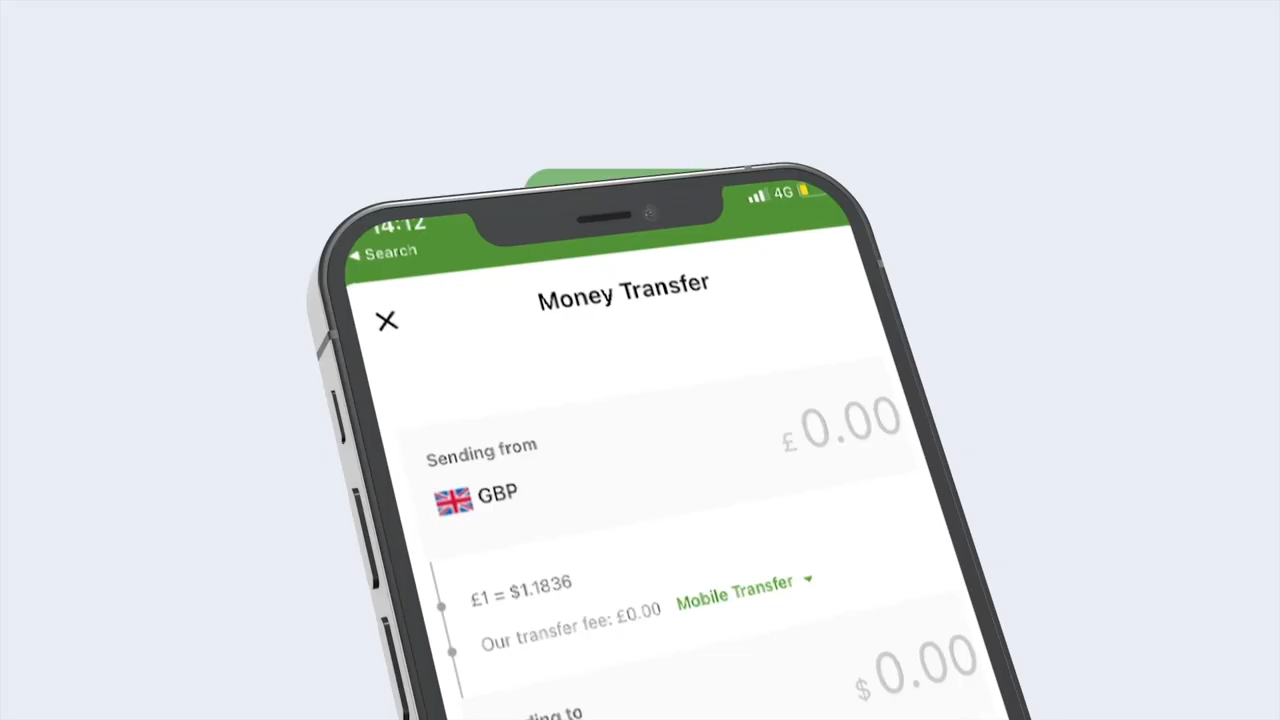 14:12
4G
◀ Search
Money Transfer
Sending from
£ 0.00
GBP
£1 = $1.1836
Our transfer fee: £0.00 Mobile Transfer
$ 0.00
to